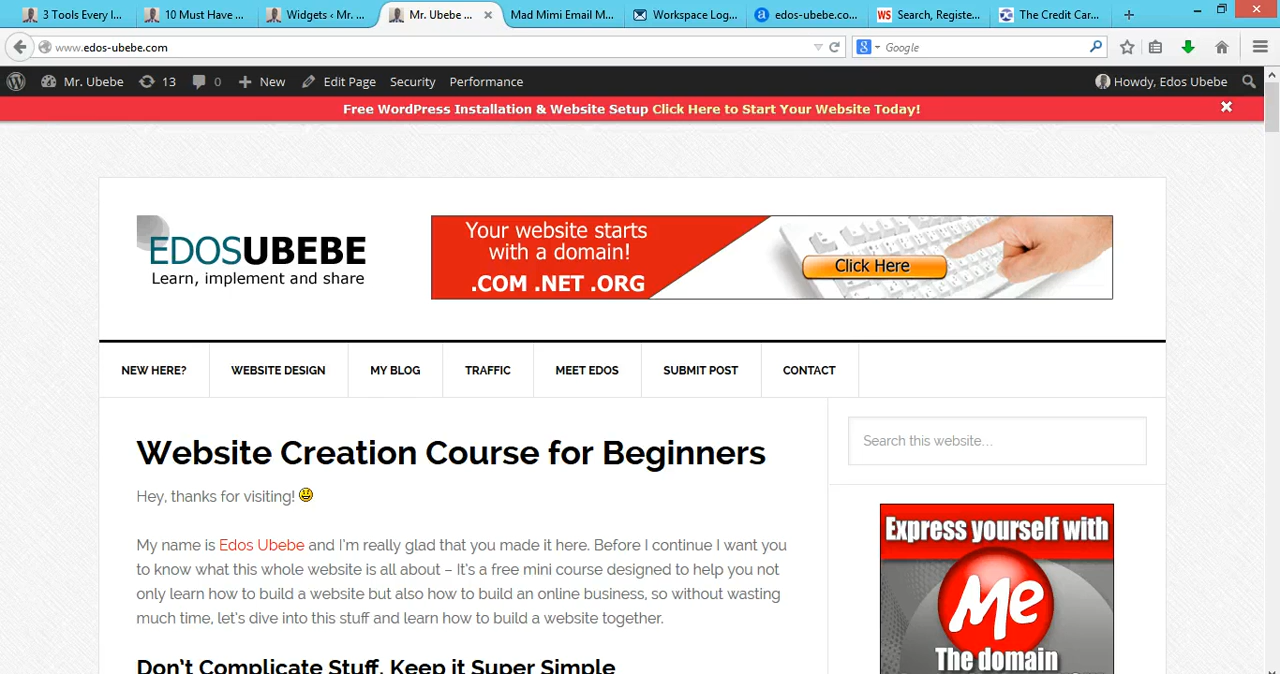 3 Tools Every I...
10 Must Have ...
Widgets ‹ Mr. ...
Mr. Ubebe ...
Mad Mimi Email M...
Workspace Log...
edos-ubebe.co...
Search, Registe...
The Credit Car...
www.edos-ubebe.com
Google
Mr. Ubebe 13 0 New Edit Page Security Performance Howdy, Edos Ubebe
Free WordPress Installation & Website Setup Click Here to Start Your Website Today!
EDOSUBEBE
Learn, implement and share
Your website starts
with a domain!
.COM .NET .ORG
Click Here
NEW HERE? WEBSITE DESIGN MY BLOG TRAFFIC MEET EDOS SUBMIT POST CONTACT
Website Creation Course for Beginners
Hey, thanks for visiting!
My name is Edos Ubebe and I'm really glad that you made it here. Before I continue I want you
to know what this whole website is all about – It's a free mini course designed to help you not
only learn how to build a website but also how to build an online business, so without wasting
much time, let's dive into this stuff and learn how to build a website together.
Don't Complicate Stuff, Keep it Super Simple
Search this website…
Express yourself with
Me
The domain